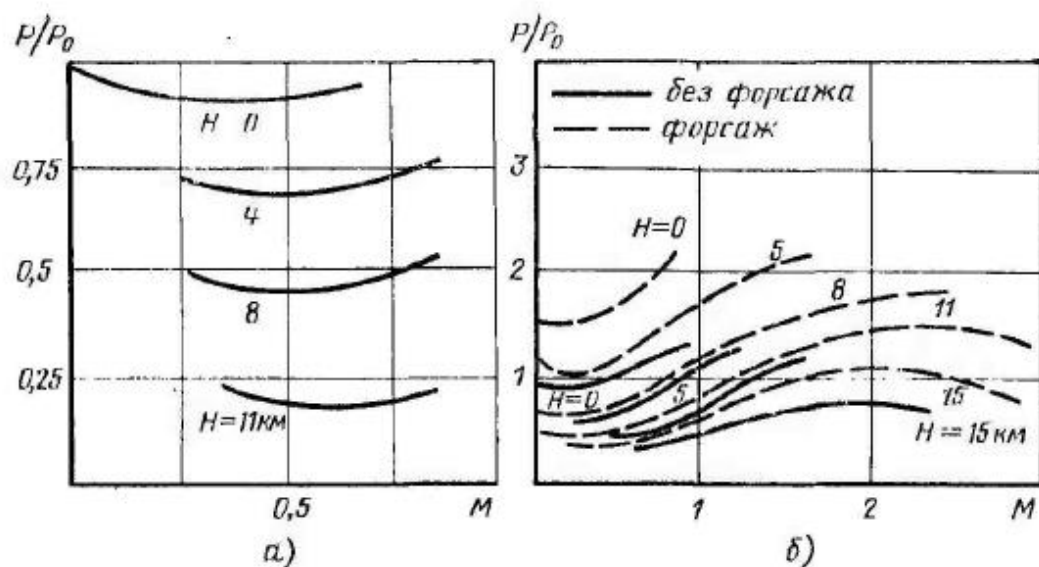 P/P₀
0,75
0,5
0,25
H 0
4
8
H=11км
0,5
M
а)
P/P₀
без форсажа
форсаж
3
2
1
H=0
5
8
11
H=0
5
15
H=15км
1
2
M
б)